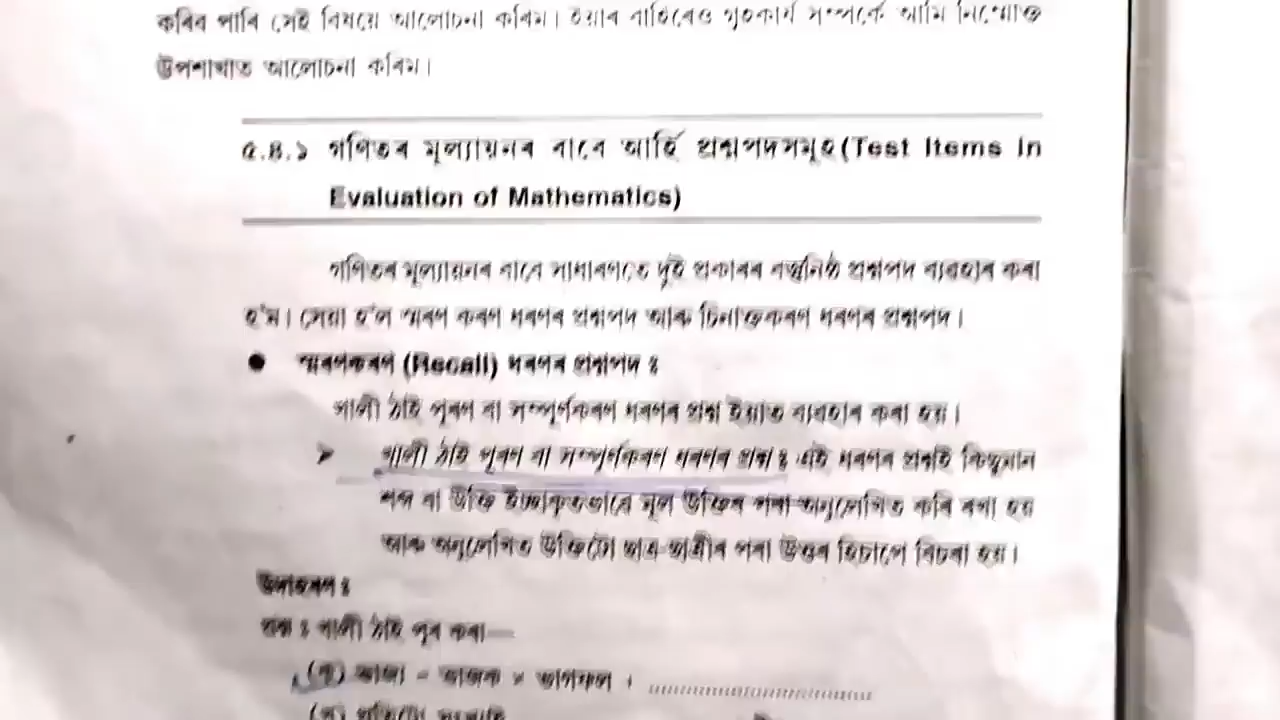 কৰিব পাৰি সেই বিষয়ে আলোচনা কৰিম। ইয়াৰ বাহিৰেও গৃহকাৰ্য সম্পৰ্কে আমি নিম্নোক্ত
উপশাখাত আলোচনা কৰিম।
৫.৪.১ গণিতৰ মূল্যায়নৰ বাবে আৰ্হি প্ৰশ্নপদসমূহ (Test Items in
Evaluation of Mathematics)
গণিতৰ মূল্যায়নৰ বাবে সাধাৰণতে দুই প্ৰকাৰৰ বস্তুনিষ্ঠ প্ৰশ্নপদ ব্যৱহাৰ কৰা
হ'য়। সেয়া হ'ল স্মৰণ কৰণ ধৰণৰ প্ৰশ্নপদ আৰু চিনাক্তকৰণ ধৰণৰ প্ৰশ্নপদ।
● স্মৰণকৰণ (Recall) ধৰণৰ প্ৰশ্নপদ ঃ
খালী ঠাই পূৰণ বা সম্পূৰ্ণকৰণ ধৰণৰ প্ৰশ্ন ইয়াত ব্যৱহাৰ কৰা হয়।
➤ খালী ঠাই পূৰণ বা সম্পূৰ্ণকৰণ ধৰণৰ প্ৰশ্ন ঃ এই ধৰণৰ প্ৰশ্নই কিছুমান
শব্দ বা উক্তি ইচ্ছাকৃতভাৱে মূল উক্তিৰ পৰা অনুল্লেখিত কৰি ৰখা হয়
আৰু অনুল্লেখিত উক্তিটো ছাত্ৰ-ছাত্ৰীৰ পৰা উত্তৰ হিচাপে বিচৰা হয়।
উদাহৰণ ঃ
প্ৰশ্ন ঃ খালী ঠাই পূৰ কৰা—
(ক) ভাজ্য = ভাজক × ভাগফল + ........................
(খ)